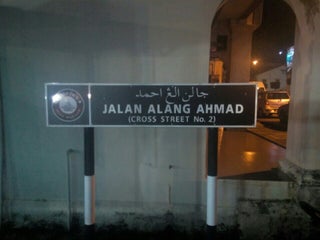 جالن الڠ احمد
JALAN ALANG AHMAD
(CROSS STREET No. 2)